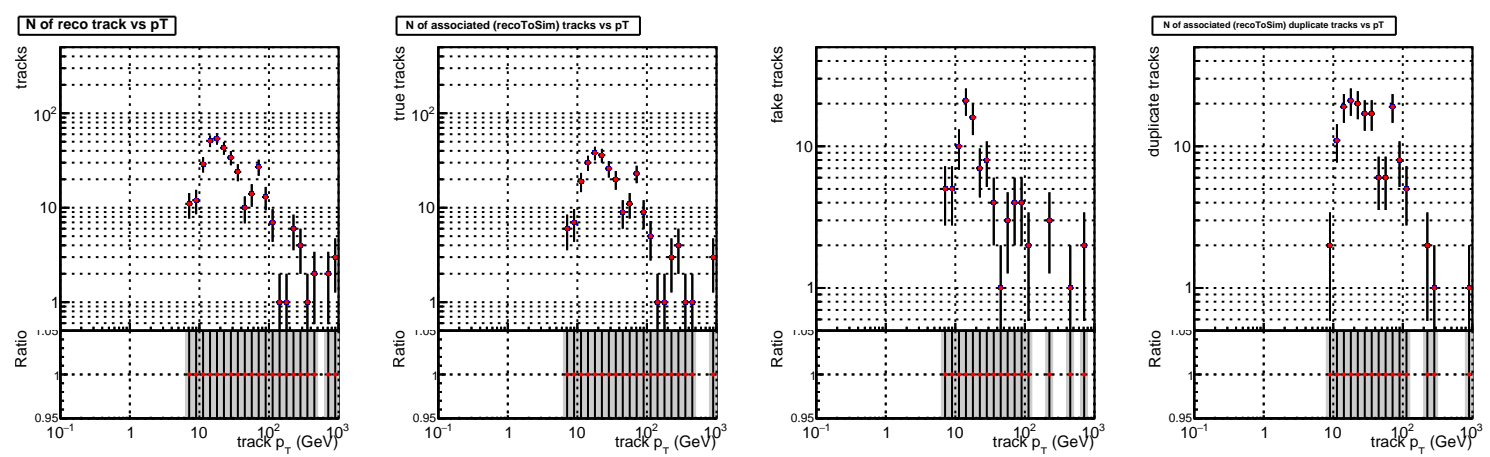 N of reco track vs pT
tracks
10²
10
1
Ratio
1.05
1
0.95
10⁻¹ 1 10 10² 10³
track p_T (GeV)
N of associated (recoToSim) tracks vs pT
true tracks
10²
10
1
Ratio
1.05
1
0.95
10⁻¹ 1 10 10² 10³
track p_T (GeV)
fake tracks
10
1
Ratio
1.05
1
0.95
10⁻¹ 1 10 10² 10³
track p_T (GeV)
N of associated (recoToSim) duplicate tracks vs pT
duplicate tracks
10
1
Ratio
1.05
1
0.95
10⁻¹ 1 10 10² 10³
track p_T (GeV)